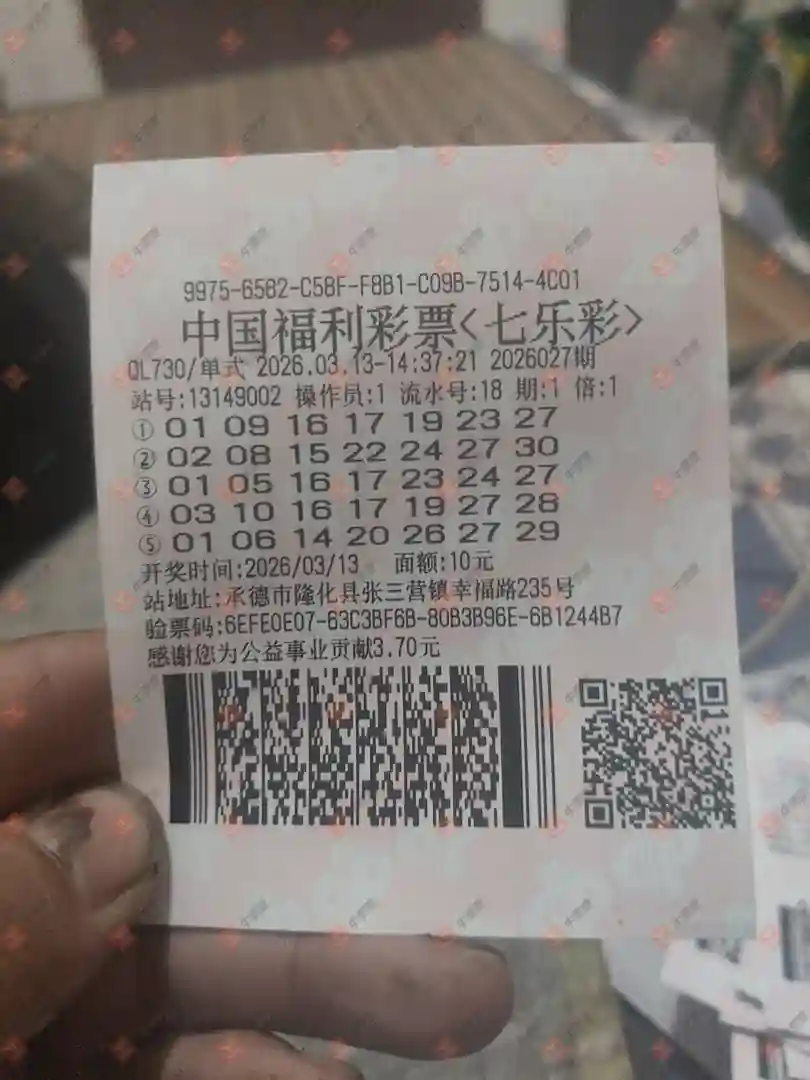 9975-6582-C58F-F8B1-C09B-7514-4C01
中国福利彩票<七乐彩>
QL730/单式 2026.03.13-14:37:21 2026027期
站号:13149002 操作员:1 流水号:18 期:1 倍:1
① 01 09 16 17 19 23 27
② 02 08 15 22 24 27 30
③ 01 05 16 17 23 24 27
④ 03 10 16 17 19 27 28
⑤ 01 06 14 20 26 27 29
开奖时间:2026/03/13 面额:10元
站地址:承德市隆化县张三营镇幸福路235号
验票码:6EFE0E07-63C3BF6B-80B3B96E-6B1244B7
感谢您为公益事业贡献3.70元